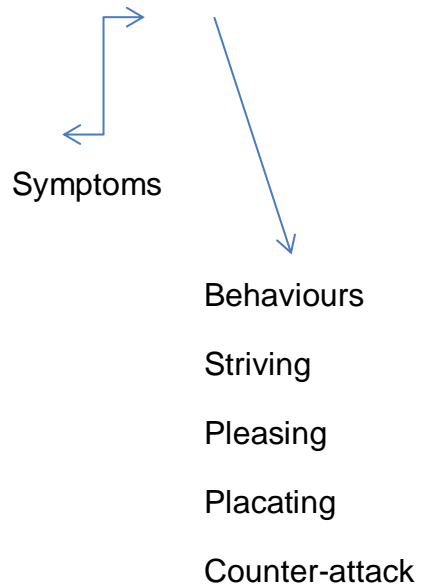 Symptoms
Behaviours
Striving
Pleasing
Placating
Counter-attack